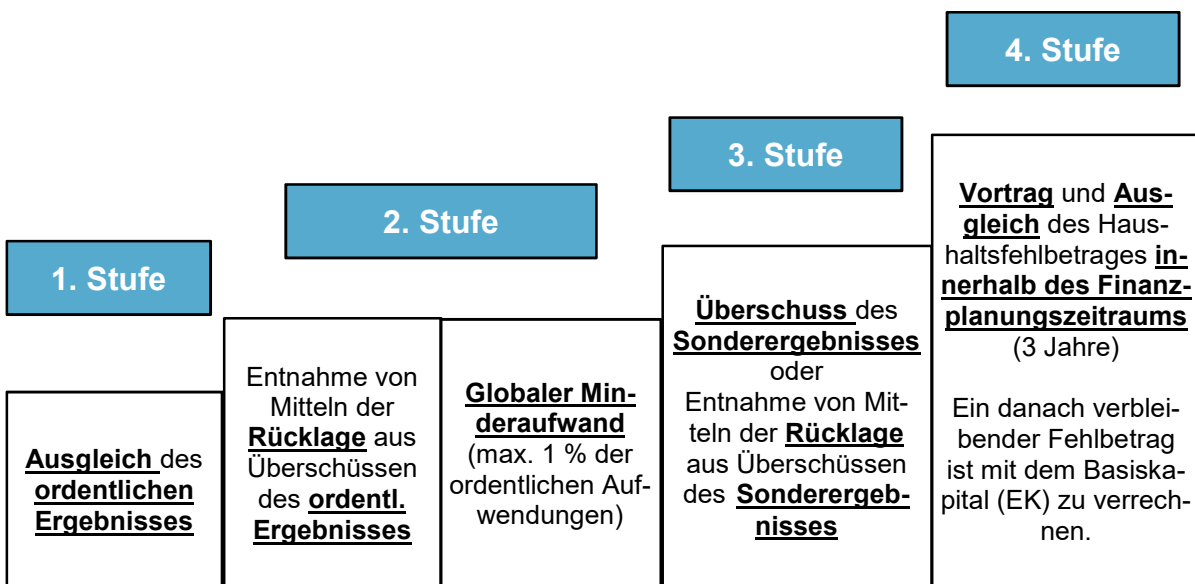 1. Stufe
Ausgleich des
ordentlichen
Ergebnisses
2. Stufe
Entnahme von
Mitteln der
Rücklage aus
Überschüssen
des ordentl.
Ergebnisses
Globaler Min-
deraufwand
(max. 1 % der
ordentlichen Auf-
wendungen)
3. Stufe
Überschuss des
Sonderergebnisses
oder
Entnahme von Mit-
teln der Rücklage
aus Überschüssen
des Sonderergeb-
nisses
4. Stufe
Vortrag und Aus-
gleich des Haus-
haltsfehlbetrages in-
nerhalb des Finanz-
planungszeitraums
(3 Jahre)
Ein danach verblei-
bender Fehlbetrag
ist mit dem Basiska-
pital (EK) zu verrech-
nen.